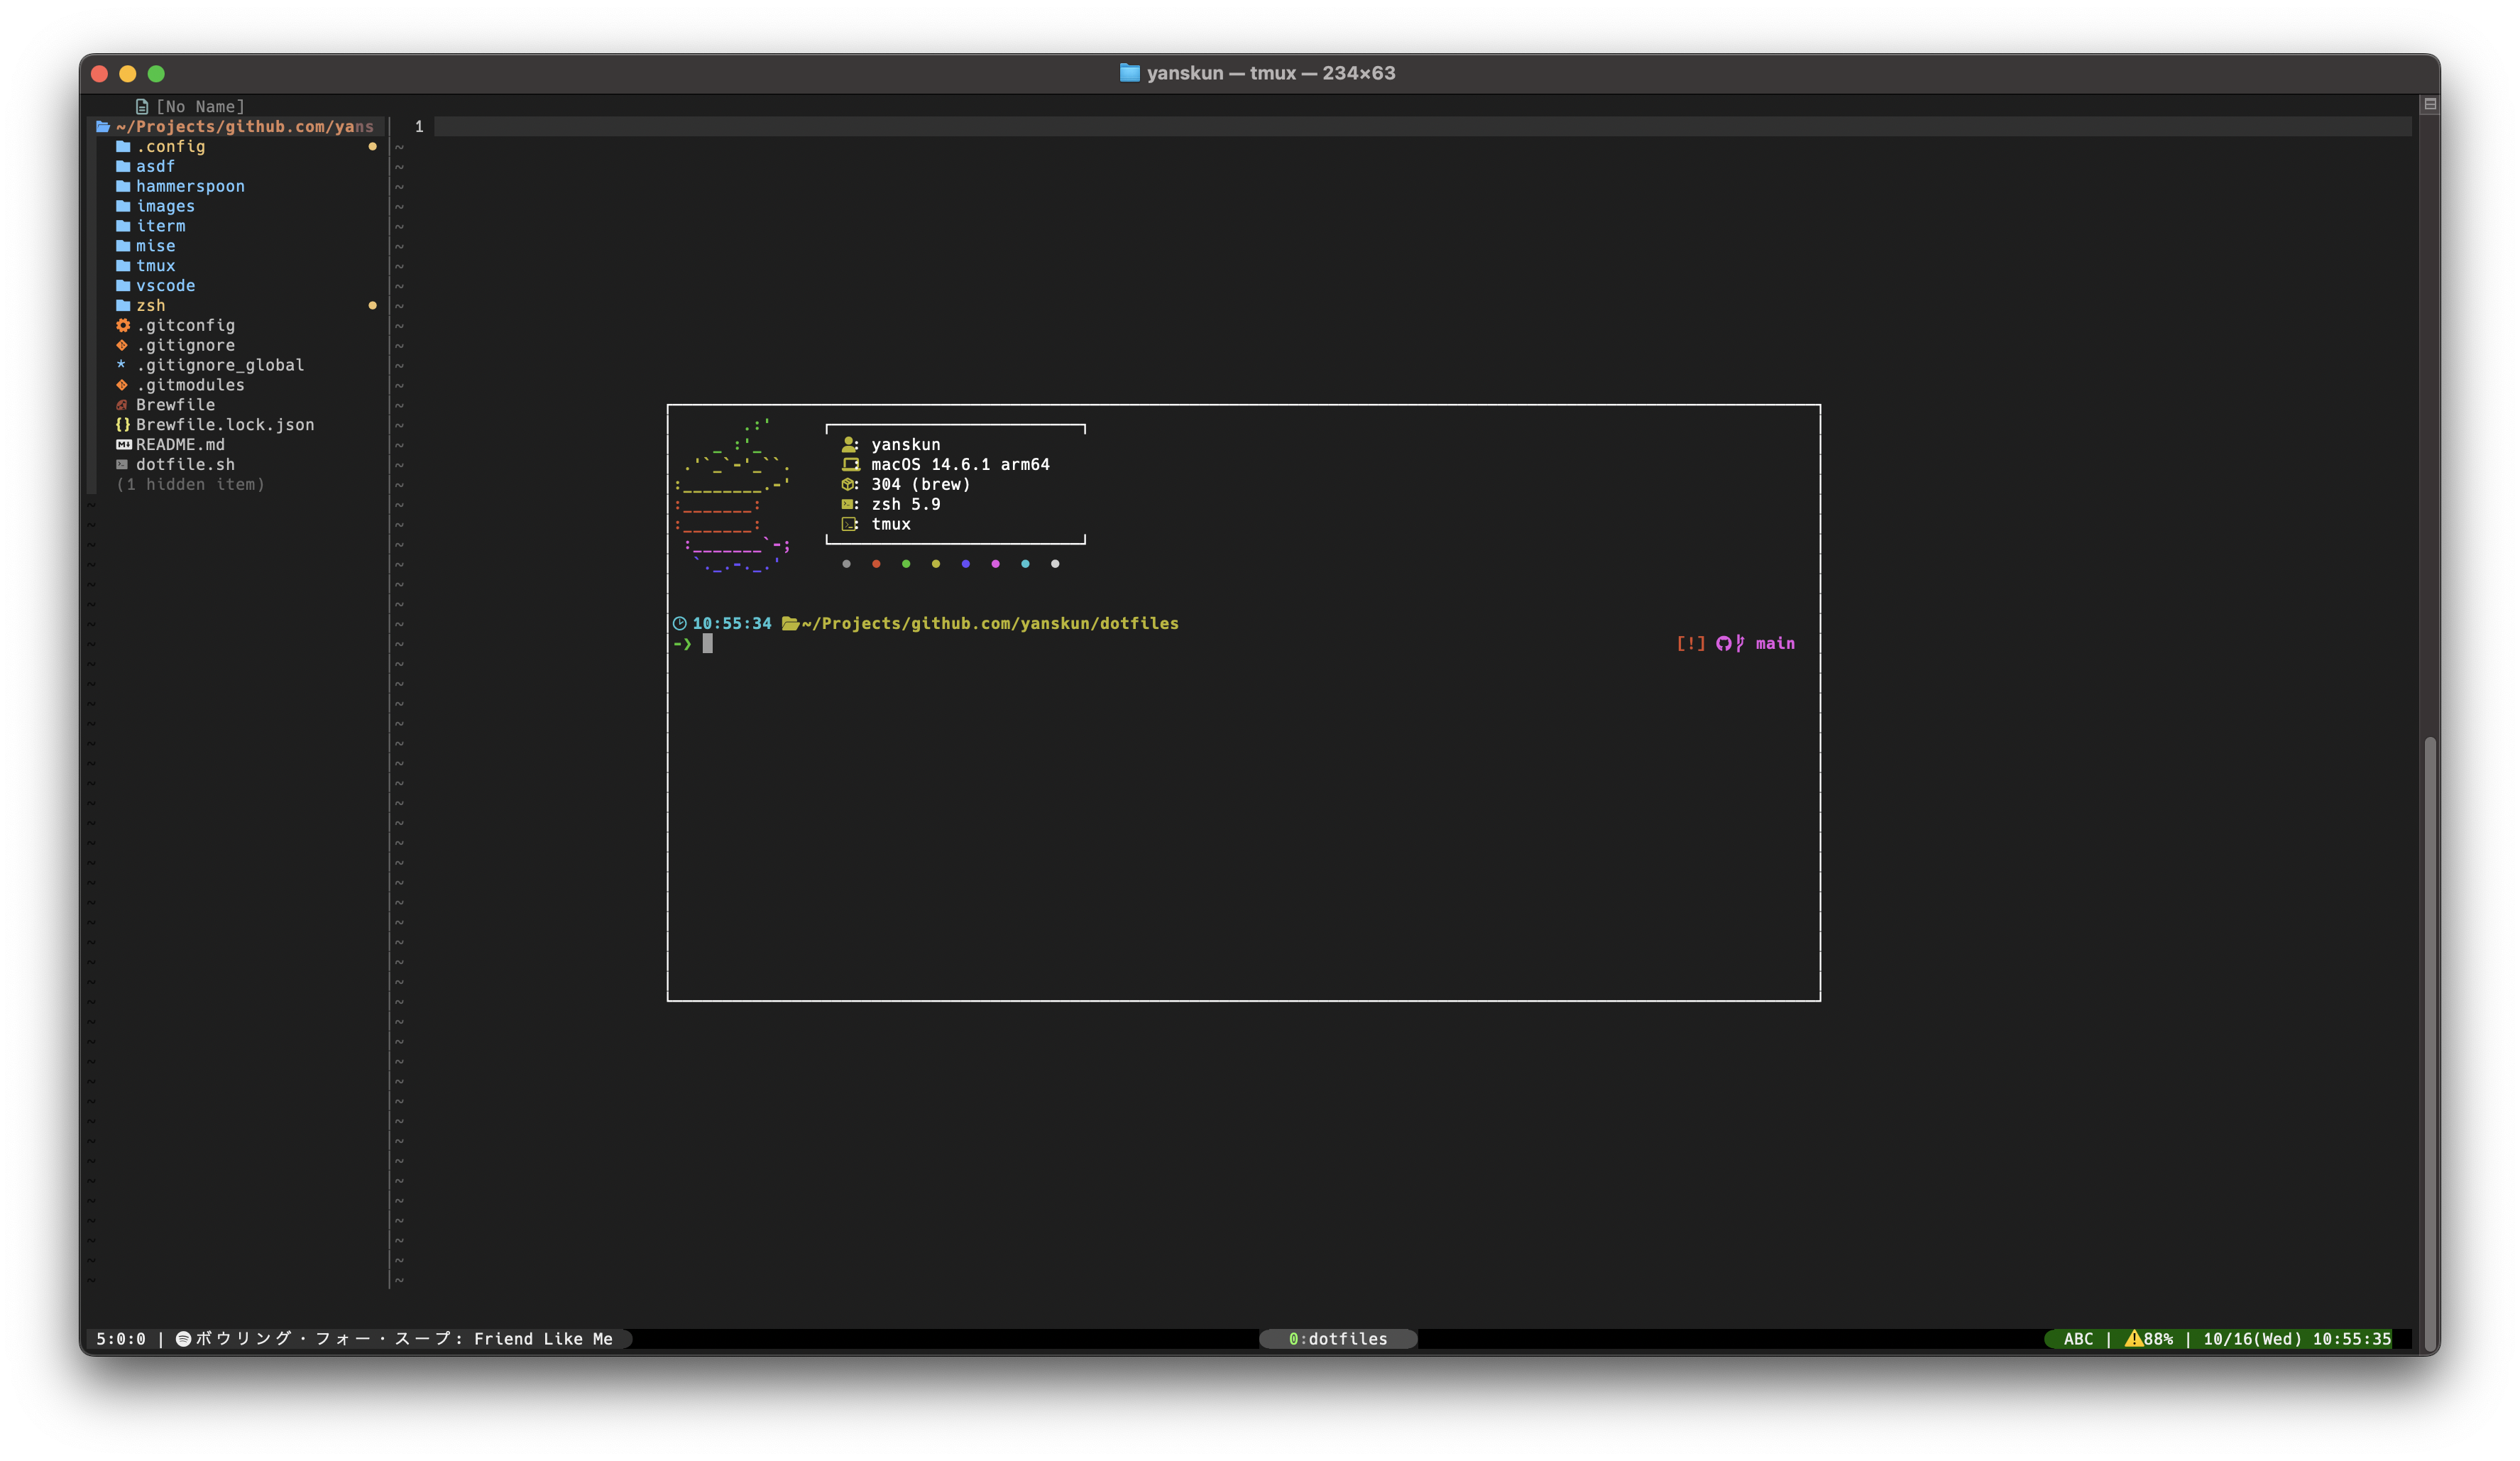 yanskun — tmux — 234×63
[No Name]
~/Projects/github.com/yans
.config
asdf
hammerspoon
images
iterm
mise
tmux
vscode
zsh
.gitconfig
.gitignore
.gitignore_global
.gitmodules
Brewfile
Brewfile.lock.json
README.md
dotfile.sh
(1 hidden item)
1
: yanskun
: macOS 14.6.1 arm64
: 304 (brew)
: zsh 5.9
: tmux
10:55:34 ~/Projects/github.com/yanskun/dotfiles
-❯
[!] main
5:0:0 | ボウリング・フォー・スープ: Friend Like Me
0:dotfiles
ABC | ⚠88% | 10/16(Wed) 10:55:35